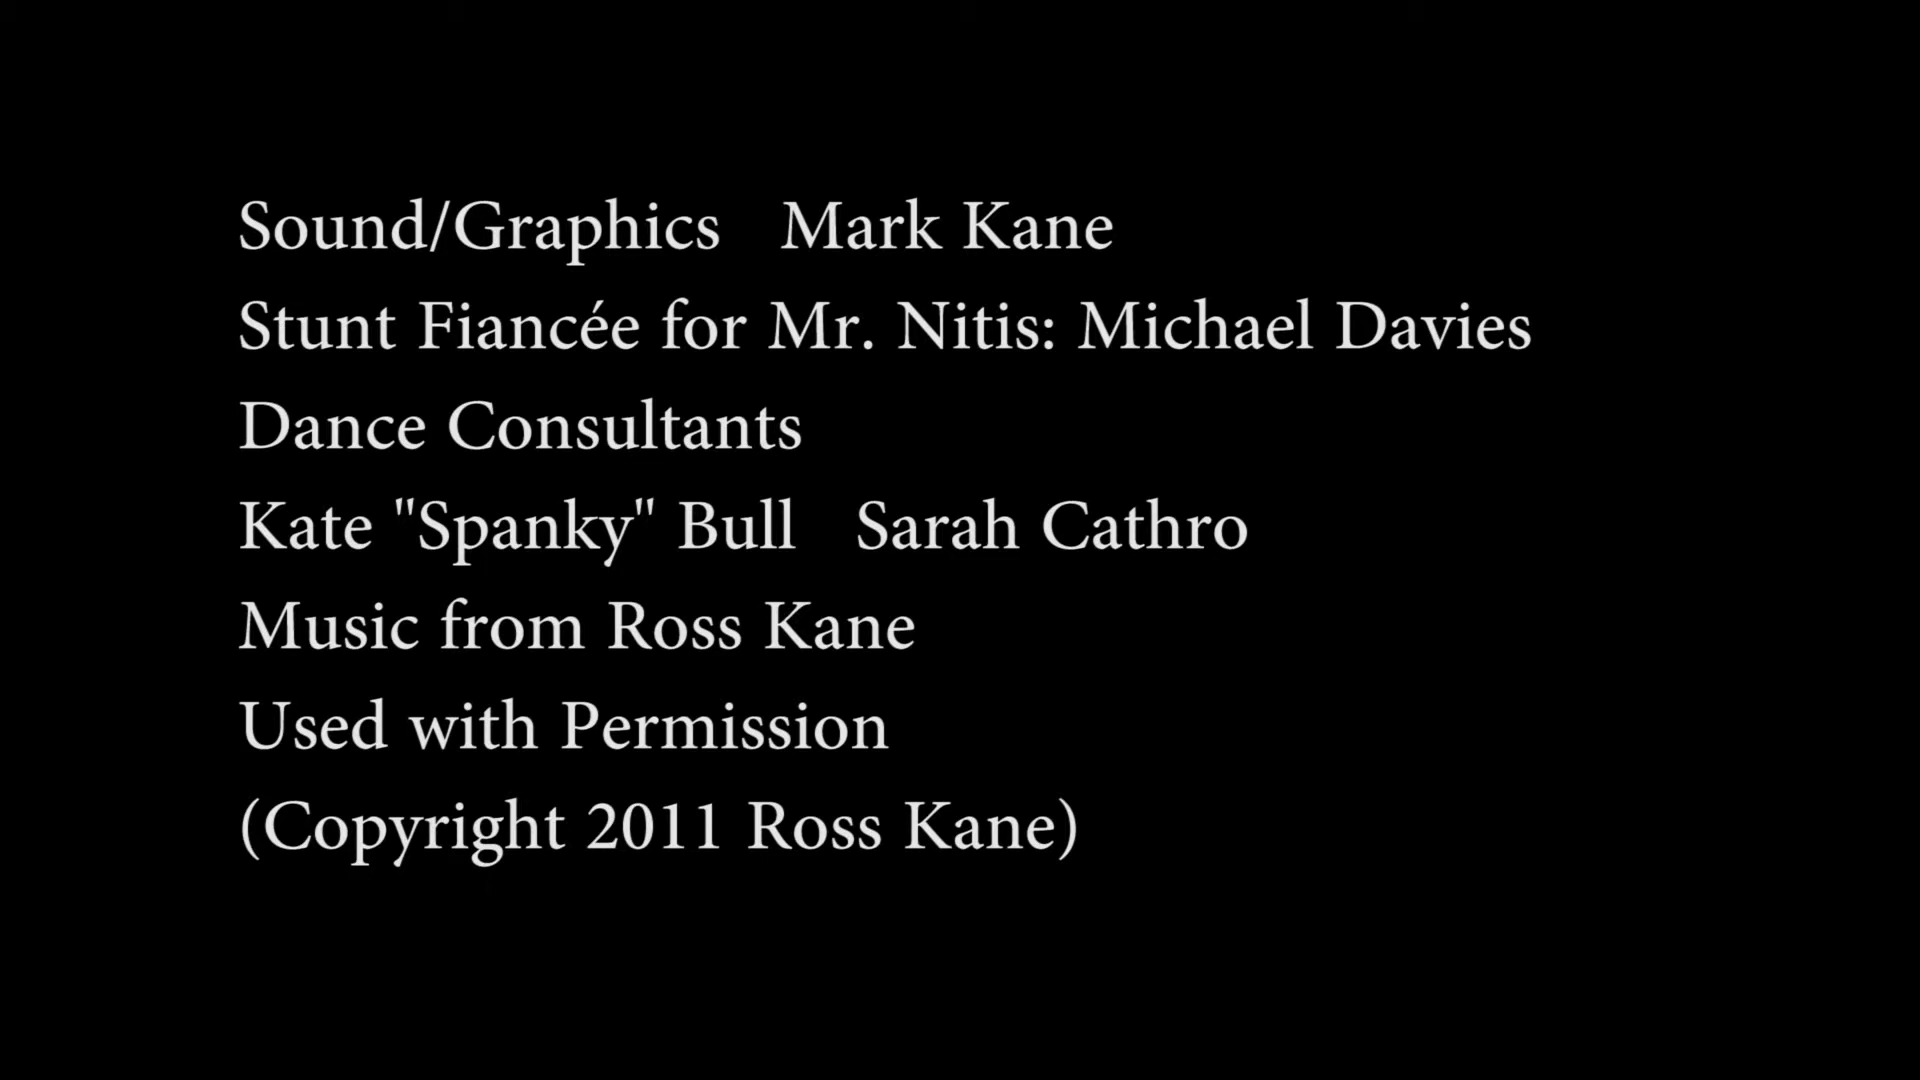 Sound/Graphics   Mark Kane
Stunt Fiancée for Mr. Nitis: Michael Davies
Dance Consultants
Kate "Spanky" Bull   Sarah Cathro
Music from Ross Kane
Used with Permission
(Copyright 2011 Ross Kane)